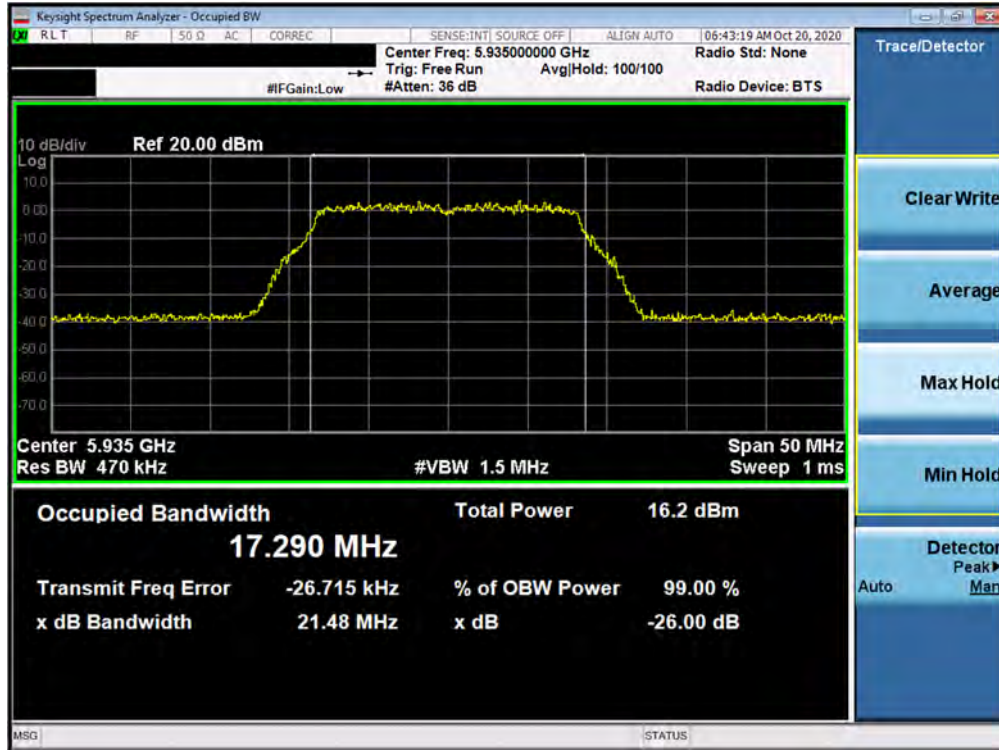 Keysight Spectrum Analyzer - Occupied BW
LXI RLT RF 50 Ω AC CORREC SENSE:INT SOURCE OFF ALIGN AUTO 06:43:19 AM Oct 20, 2020
Center Freq: 5.935000000 GHz Radio Std: None
Trig: Free Run Avg|Hold: 100/100
#IFGain:Low #Atten: 36 dB Radio Device: BTS
Trace/Detector
10 dB/div Ref 20.00 dBm
Log
10.0
0.00
-10.0
-20.0
-30.0
-40.0
-50.0
-60.0
-70.0
Center 5.935 GHz Span 50 MHz
Res BW 470 kHz #VBW 1.5 MHz Sweep 1 ms
Occupied Bandwidth Total Power 16.2 dBm
17.290 MHz
Transmit Freq Error -26.715 kHz % of OBW Power 99.00 %
x dB Bandwidth 21.48 MHz x dB -26.00 dB
Clear Write
Average
Max Hold
Min Hold
Detector
Peak▶
Auto Man
MSG STATUS